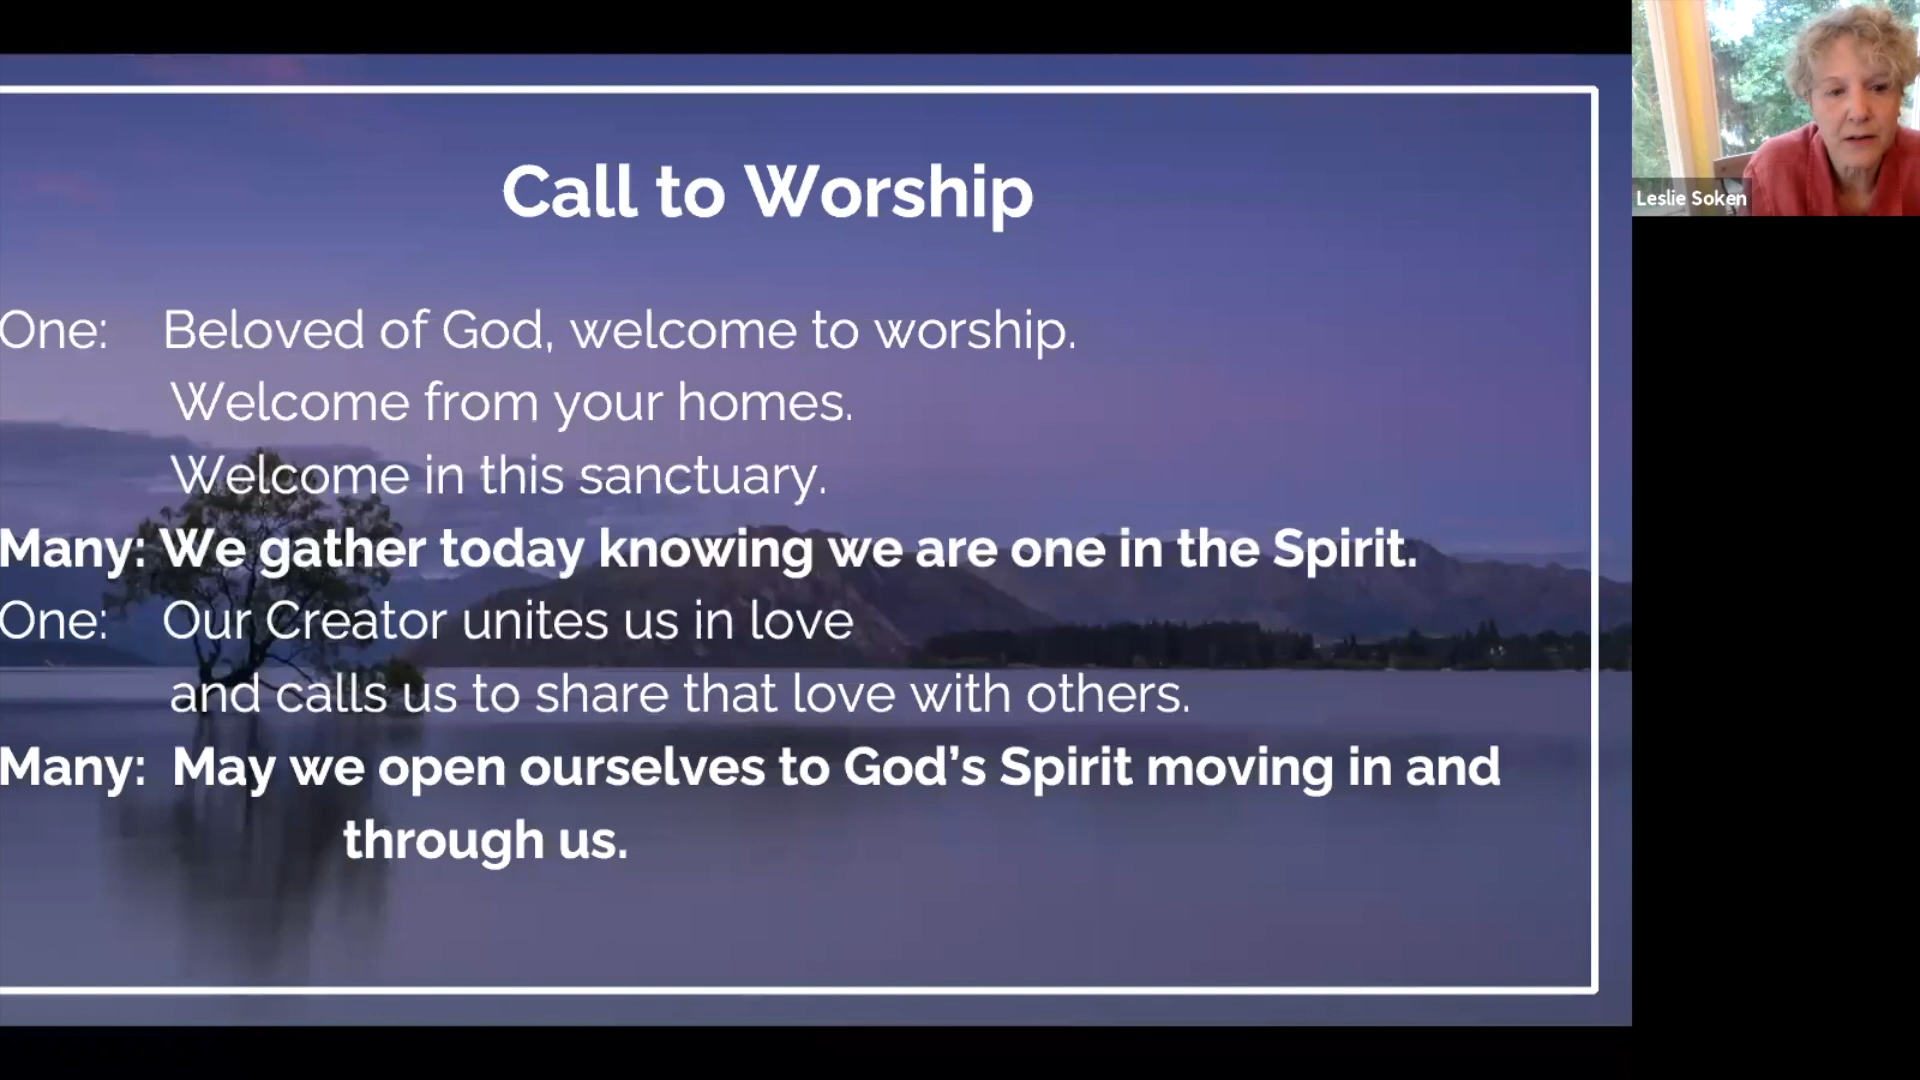 Call to Worship
One: Beloved of God, welcome to worship.
Welcome from your homes.
Welcome in this sanctuary.
Many: We gather today knowing we are one in the Spirit.
One: Our Creator unites us in love
and calls us to share that love with others.
Many: May we open ourselves to God’s Spirit moving in and
through us.
Leslie Soken